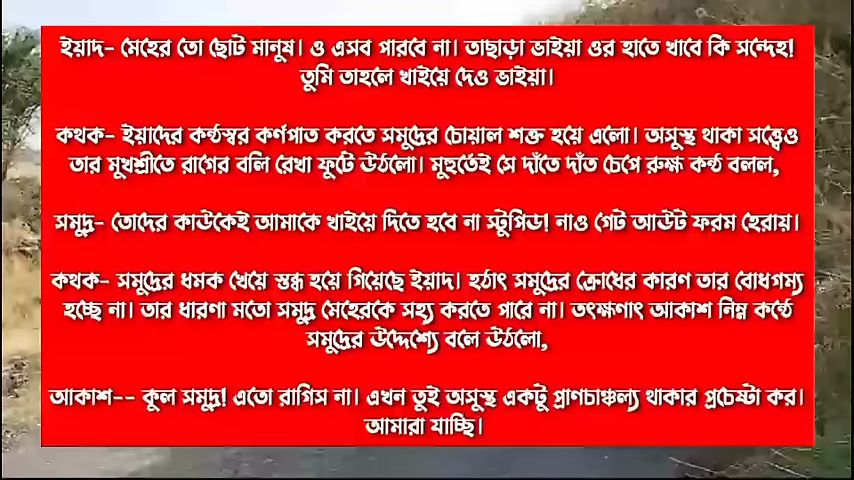 ইয়াদ- মেহের তো ছোট মানুষ। ও এসব পারবে না। তাছাড়া ভাইয়া ওর হাতে খাবে কি সন্দেহ!
তুমি তাহলে খাইয়ে দেও ভাইয়া।
কথক- ইয়াদের কন্ঠস্বর কর্ণপাত করতে সমুদ্রের চোয়াল শক্ত হয়ে এলো। অসুস্থ থাকা সত্ত্বেও
তার মুখশ্রীতে রাগের বলি রেখা ফুটে উঠলো। মুহুর্তেই সে দাঁতে দাঁত চেপে রুক্ষ কন্ঠ বলল,
সমুদ্র- তোদের কাউকেই আমাকে খাইয়ে দিতে হবে না স্টুপিড! নাও গেট আউট ফরম হেরায়।
কথক- সমুদ্রের ধমক খেয়ে স্তব্ধ হয়ে গিয়েছে ইয়াদ। হঠাৎ সমুদ্রের ক্রোধের কারণ তার বোধগম্য
হচ্ছে না। তার ধারণা মতো সমুদ্র মেহেরকে সহ্য করতে পারে না। তৎক্ষণাৎ আকাশ নিম্ন কন্ঠে
সমুদ্রের উদ্দেশ্যে বলে উঠলো,
আকাশ-- কুল সমুদ্র! এতো রাগিস না। এখন তুই অসুস্থ একটু প্রাণচাঞ্চল্য থাকার প্রচেষ্টা কর।
আমারা যাচ্ছি।